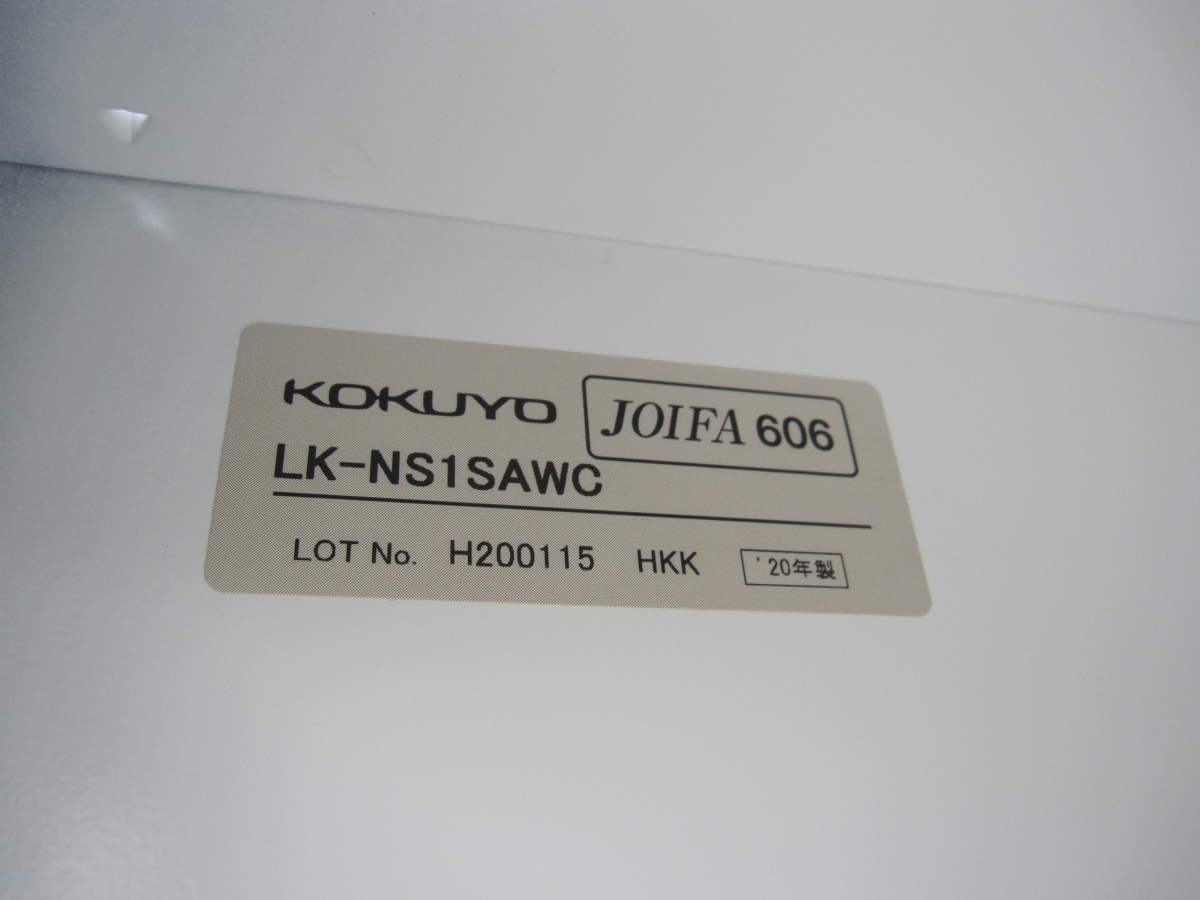 KOKUYO JOIFA 606
LK-NS1SAWC
LOT No. H200115 HKK '20年製